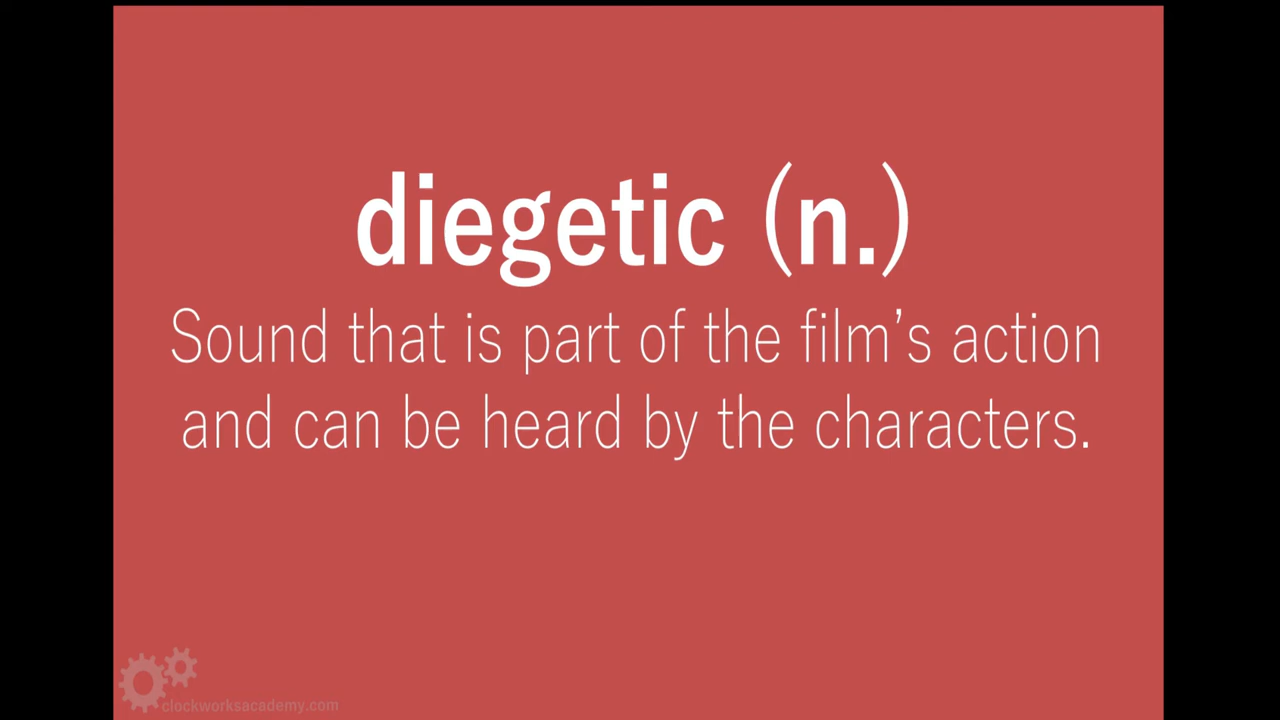 diegetic (n.)
Sound that is part of the film’s action
and can be heard by the characters.
clockworksacademy.com